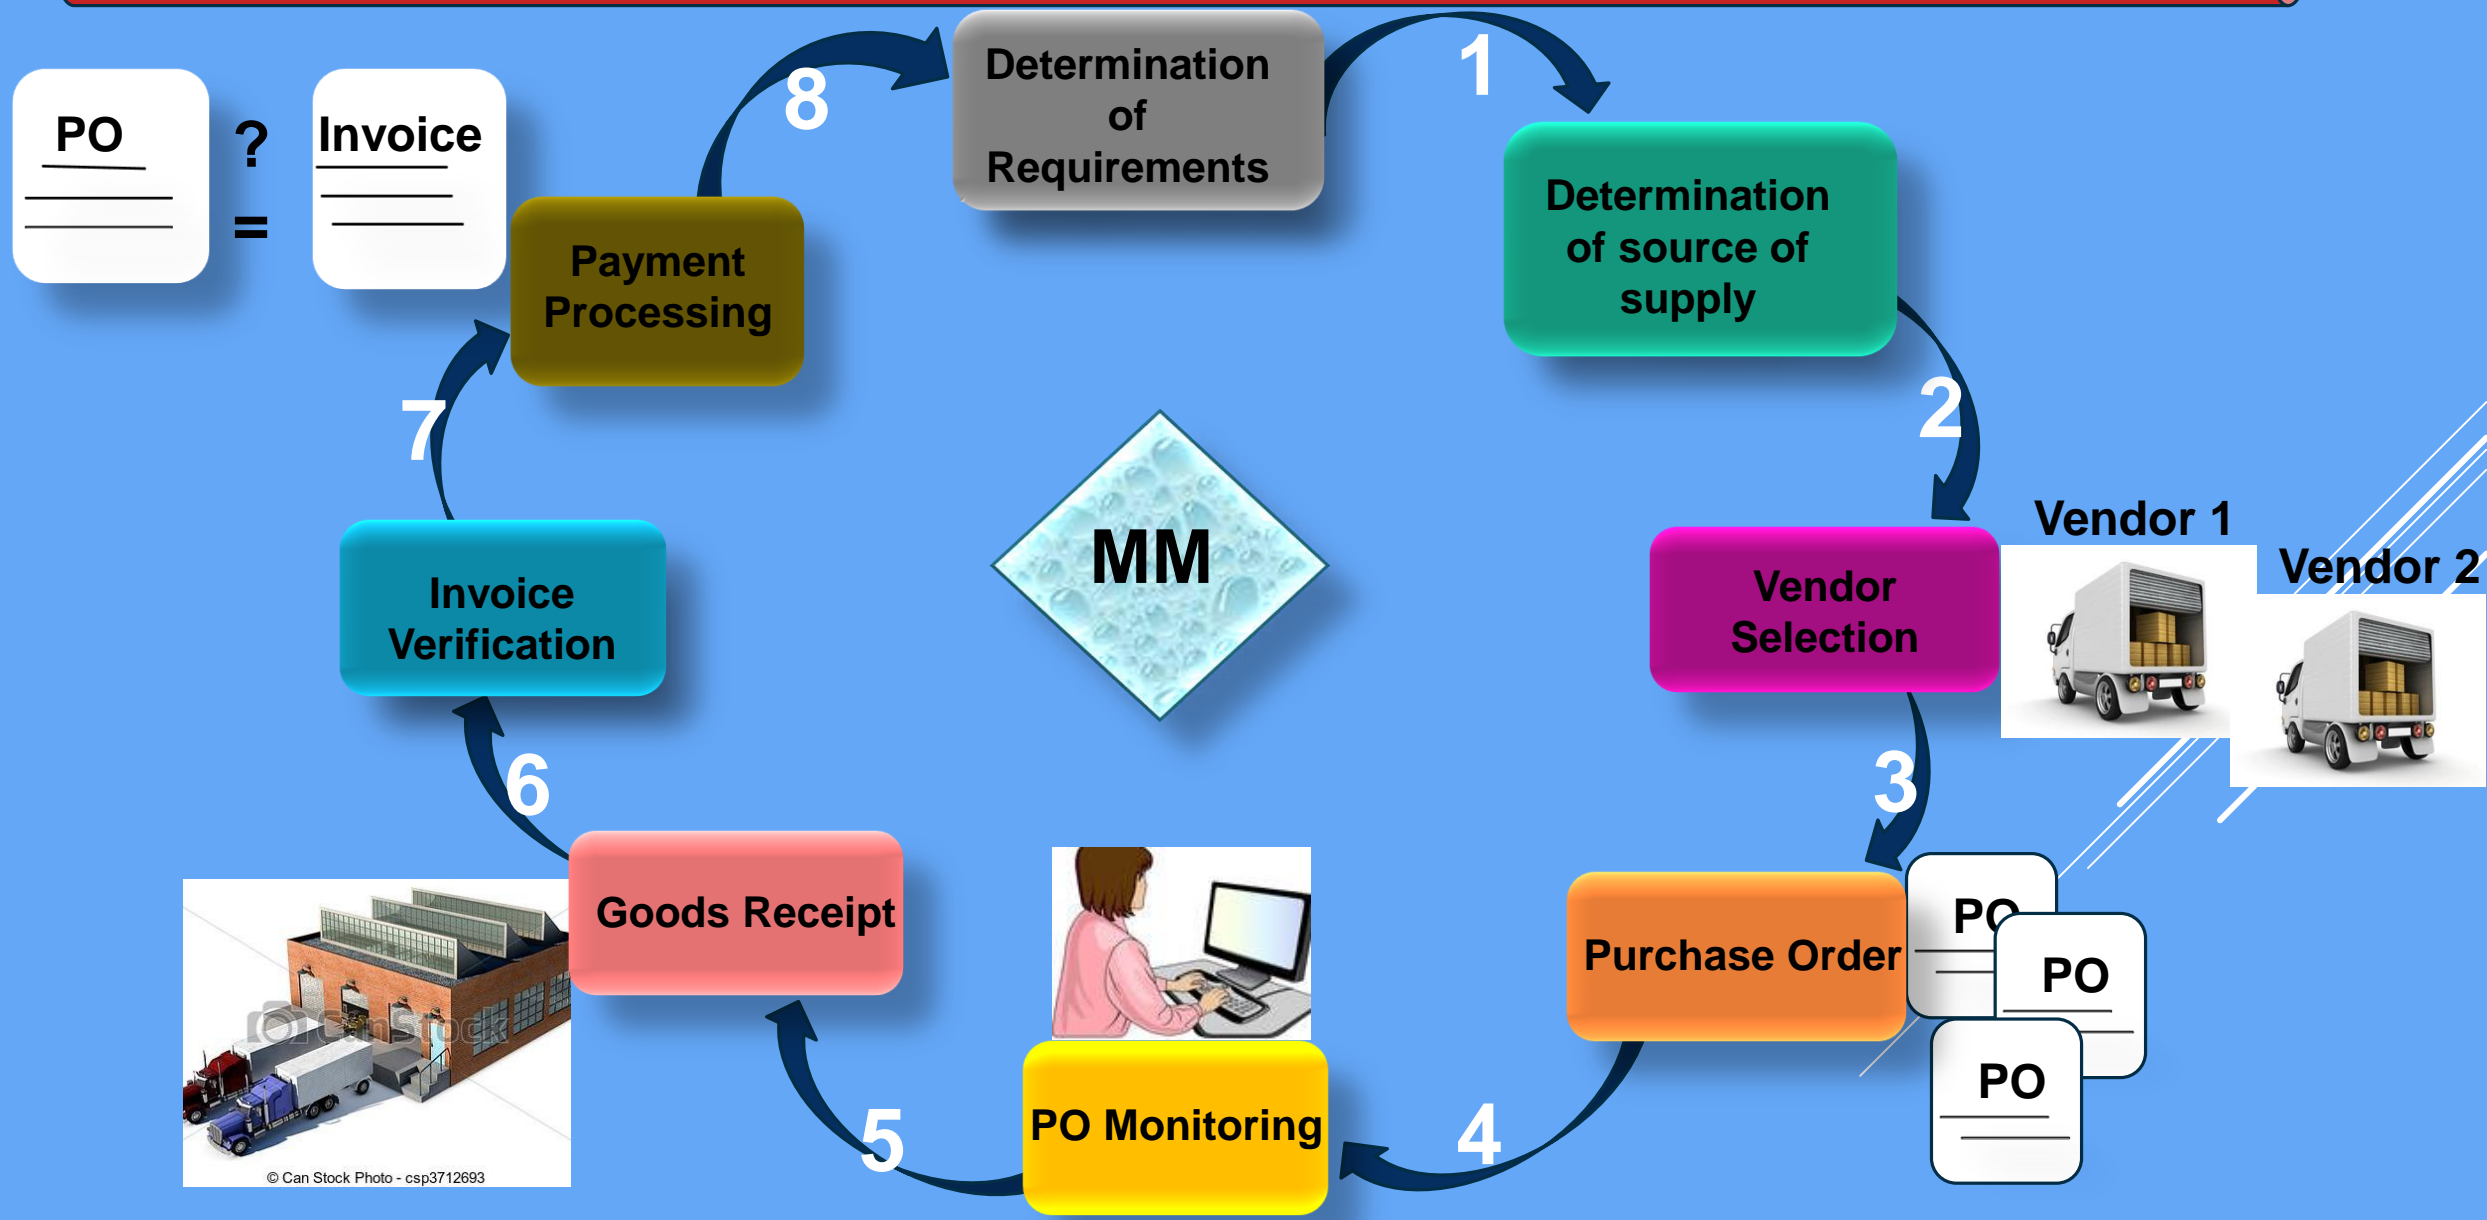 Determination
of
Requirements
1
Determination
of source of
supply
2
Vendor
Selection
Vendor 1
Vendor 2
3
Purchase Order
PO
PO
PO
4
PO Monitoring
5
Goods Receipt
CanStock
© Can Stock Photo - csp3712693
6
Invoice
Verification
7
Payment
Processing
PO
?
=
Invoice
8
MM